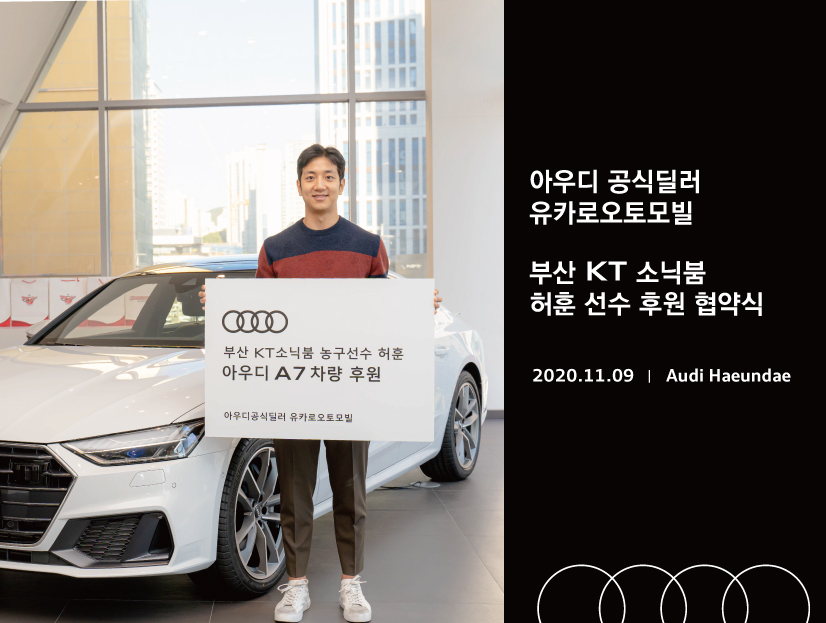 부산 KT소닉붐 농구선수 허훈
아우디 A7 차량 후원
아우디공식딜러 유카로오토모빌
아우디 공식딜러
유카로오토모빌
부산 KT 소닉붐
허훈 선수 후원 협약식
2020.11.09 | Audi Haeundae